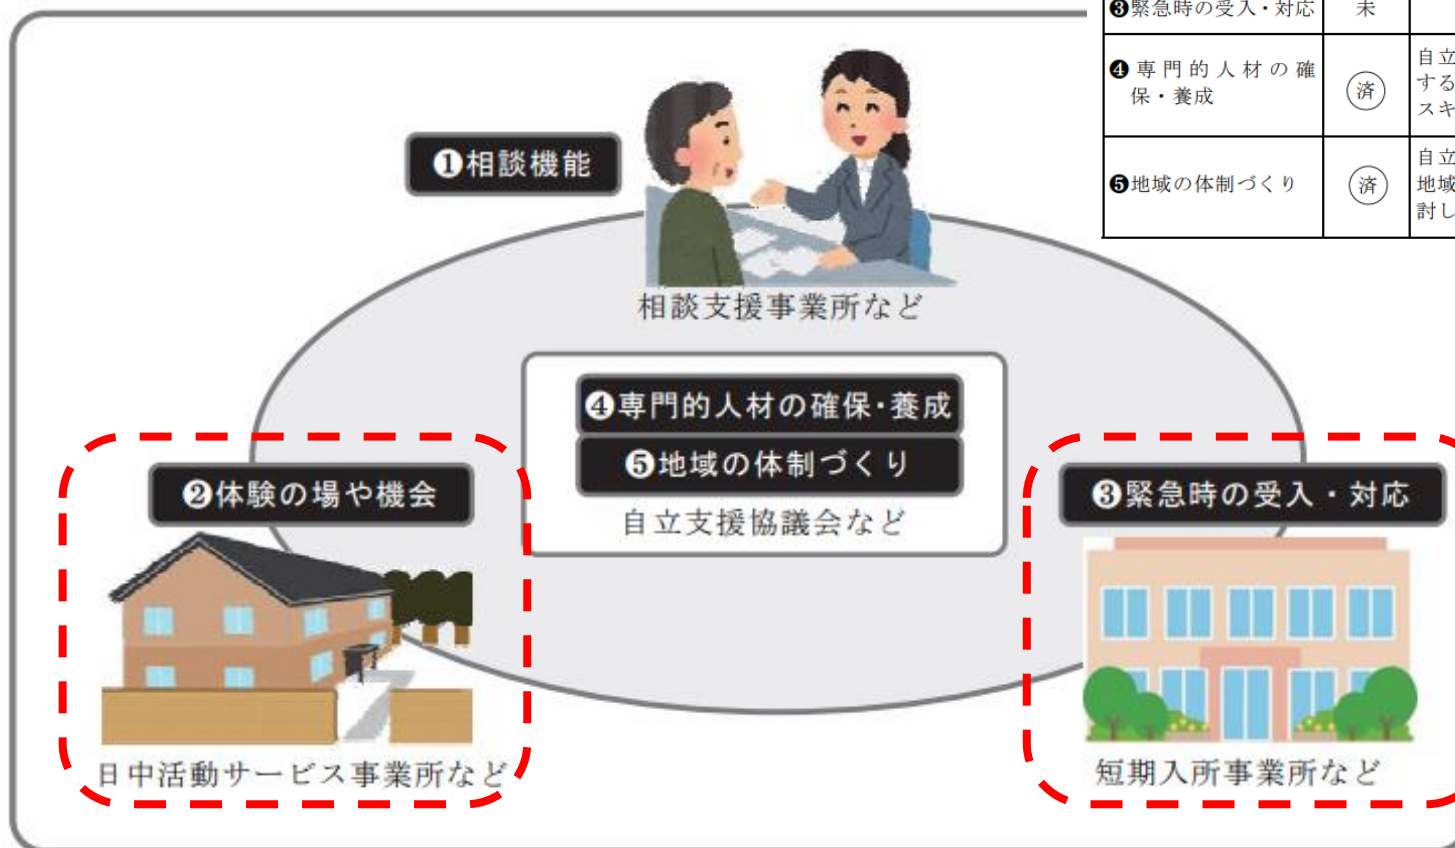 ❸緊急時の受入・対応 未
❹専門的人材の確
保・養成
済
自立
する
スキ
❺地域の体制づくり
済
自立
地域
討し
❶相談機能
相談支援事業所など
❹専門的人材の確保・養成
❺地域の体制づくり
自立支援協議会など
❷体験の場や機会
日中活動サービス事業所など
❸緊急時の受入・対応
短期入所事業所など